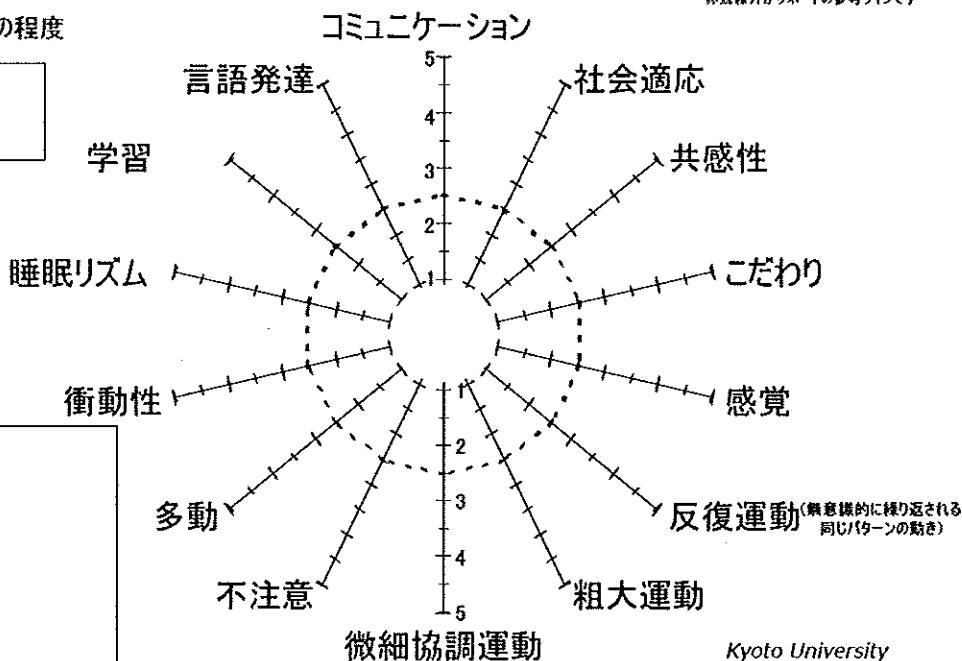 の程度
コミュニケーション
言語発達
社会適応
学習
共感性
睡眠リズム
こだわり
衝動性
感覚
多動
反復運動(無意識的に繰り返される
同じパターンの動き)
不注意
粗大運動
微細協調運動
5
4
3
2
1
1
2
3
4
5
Kyoto University